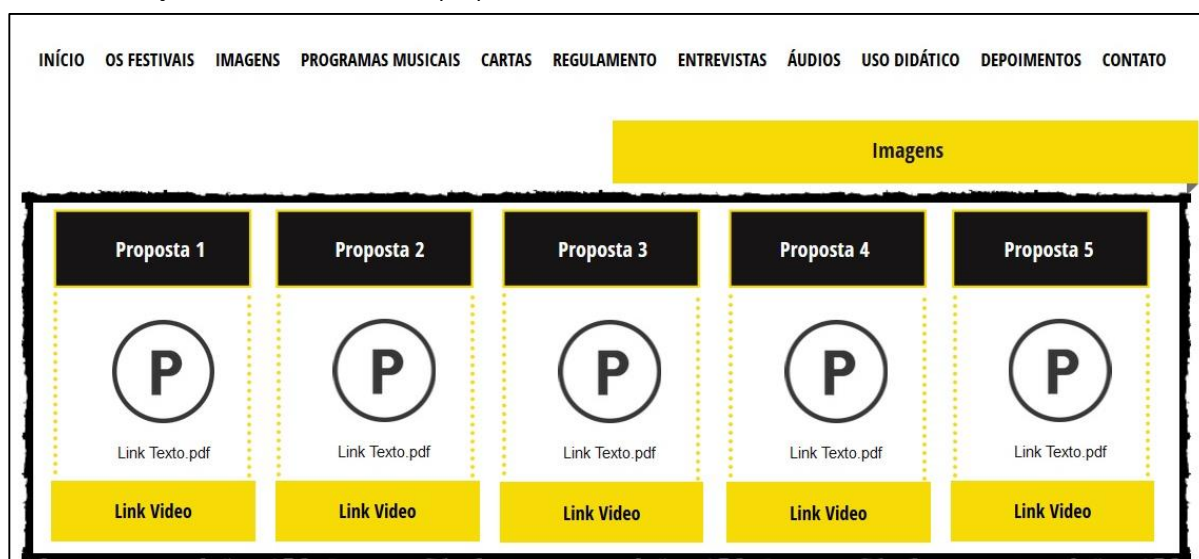 INÍCIO OS FESTIVAIS IMAGENS PROGRAMAS MUSICAIS CARTAS REGULAMENTO ENTREVISTAS ÁUDIOS USO DIDÁTICO DEPOIMENTOS CONTATO
Imagens
Proposta 1 Proposta 2 Proposta 3 Proposta 4 Proposta 5
P P P P P
Link Texto.pdf Link Texto.pdf Link Texto.pdf Link Texto.pdf Link Texto.pdf
Link Video Link Video Link Video Link Video Link Video